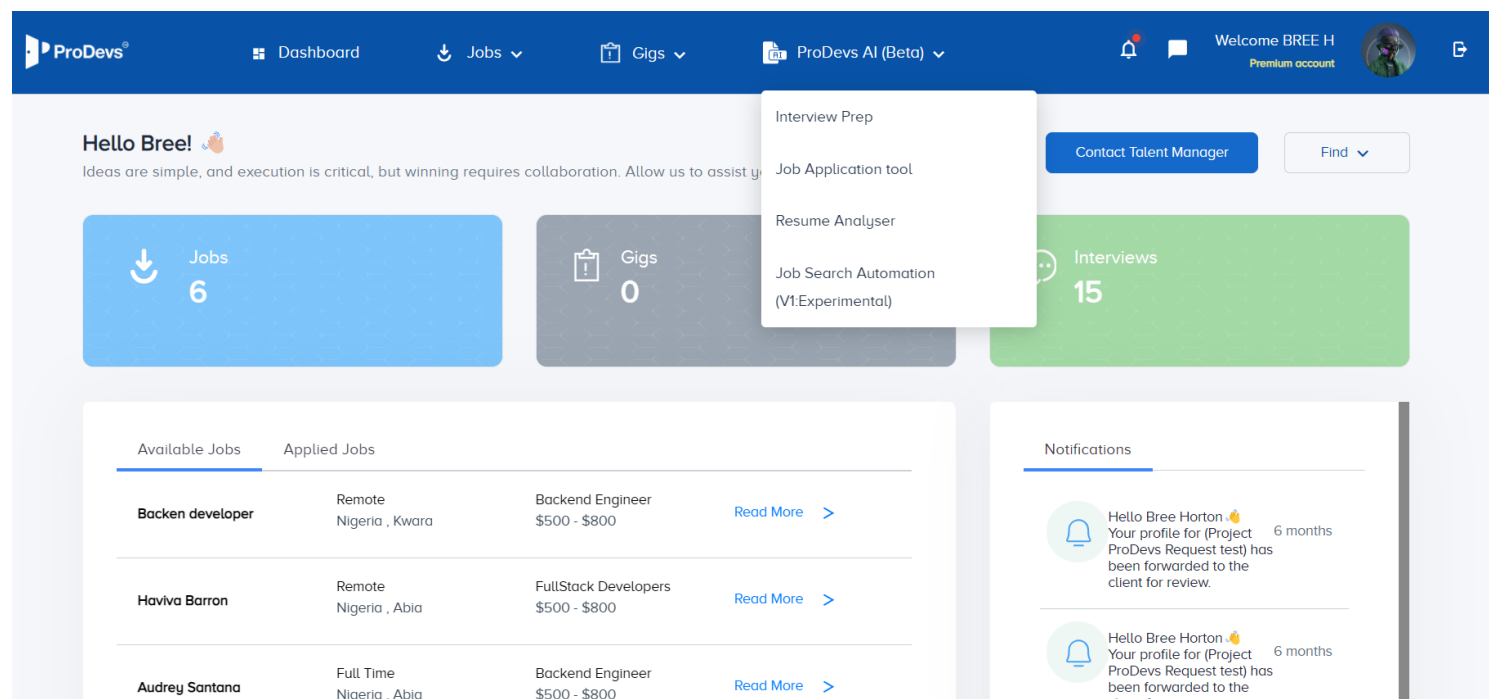 ProDevs®
Dashboard
Jobs
Gigs
AI
ProDevs AI (Beta)
Welcome BREE H
Premium account
Interview Prep
Job Application tool
Resume Analyser
Job Search Automation
(V1:Experimental)
Hello Bree! 👋
Ideas are simple, and execution is critical, but winning requires collaboration. Allow us to assist
Contact Talent Manager
Find
Jobs
6
Gigs
0
Interviews
15
Available Jobs
Applied Jobs
Backen developer
Remote
Nigeria , Kwara
Backend Engineer
$500 - $800
Read More >
Haviva Barron
Remote
Nigeria , Abia
FullStack Developers
$500 - $800
Read More >
Audrey Santana
Full Time
Nigeria , Abia
Backend Engineer
$500 - $800
Read More >
Notifications
Hello Bree Horton 👋
Your profile for (Project
ProDevs Request test) has
been forwarded to the
client for review.
6 months
Hello Bree Horton 👋
Your profile for (Project
ProDevs Request test) has
been forwarded to the
6 months